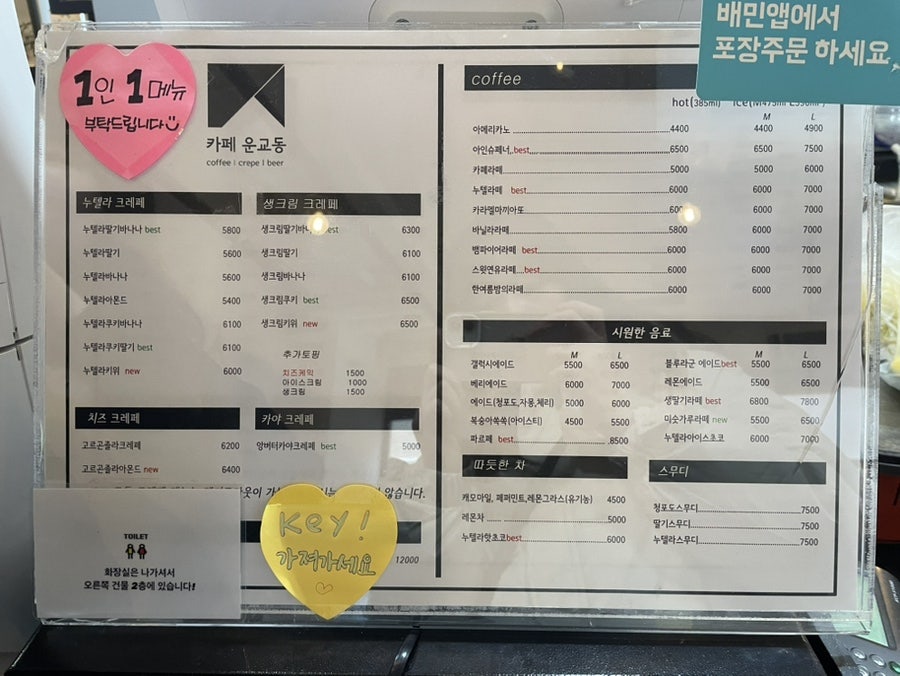 배민앱에서
포장주문 하세요
1인 1메뉴
부탁드립니다
카페 운교동
coffee | crepe | beer
누텔라 크레페
누텔라딸기바나나 best 5800
누텔라딸기 5600
누텔라바나나 5600
누텔라아몬드 5400
누텔라쿠키바나나 6100
누텔라쿠키딸기 best 6100
누텔라키위 new 6000
생크림 크레페
생크림딸기바나나 best 6300
생크림딸기 6100
생크림바나나 6100
생크림쿠키 best 6500
생크림키위 new 6500
추가토핑
치즈케익 1500
아이스크림 1000
생크림 1500
치즈 크레페
고르곤졸라크레페 6200
고르곤졸라아몬드 new 6400
카야 크레페
앙버터카야크레페 best 5000
않습니다.
12000
TOILET
화장실은 나가셔서
오른쪽 건물 2층에 있습니다!
Key!
가져가세요
coffee
hot(385ml)
M L
아메리카노 4400 4400 4900
아인슈페너 best 6500 6500 7500
카페라떼 5000 5000 6000
누텔라떼 best 6000 6000 7000
카라멜마끼아또 6000 6000 7000
바닐라라떼 5800 6000 7000
뱀파이어라떼 best 6000 6000 7000
스윗연유라떼 best 6000 6000 7000
한여름밤의라떼 6000 6000 7000
시원한 음료
M L
갤럭시에이드 5500 6500
베리에이드 6000 7000
에이드(청포도,자몽,체리) 5000 6000
복숭아쏙쏙(아이스티) 4500 5500
파르페 best 8500
M L
블루라군 에이드best 5500 6500
레몬에이드 5500 6500
생딸기라떼 best 6800 7800
미숫가루라떼 new 5500 6500
누텔라아이스초코 6000 7000
따듯한 차
캐모마일, 페퍼민트,레몬그라스(유기농) 4500
레몬차 5000
누텔라핫초코best 6000
스무디
청포도스무디 7500
딸기스무디 7500
누텔라스무디 7500